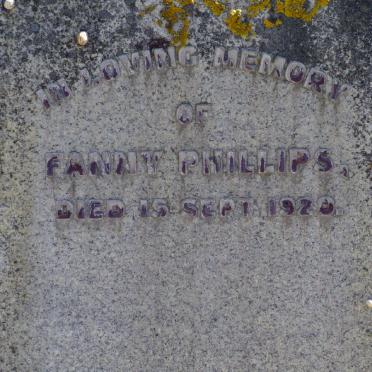 IN LOVING MEMORY
OF
FANNY PHILLIPS,
DIED 15 SEPT. 1920.